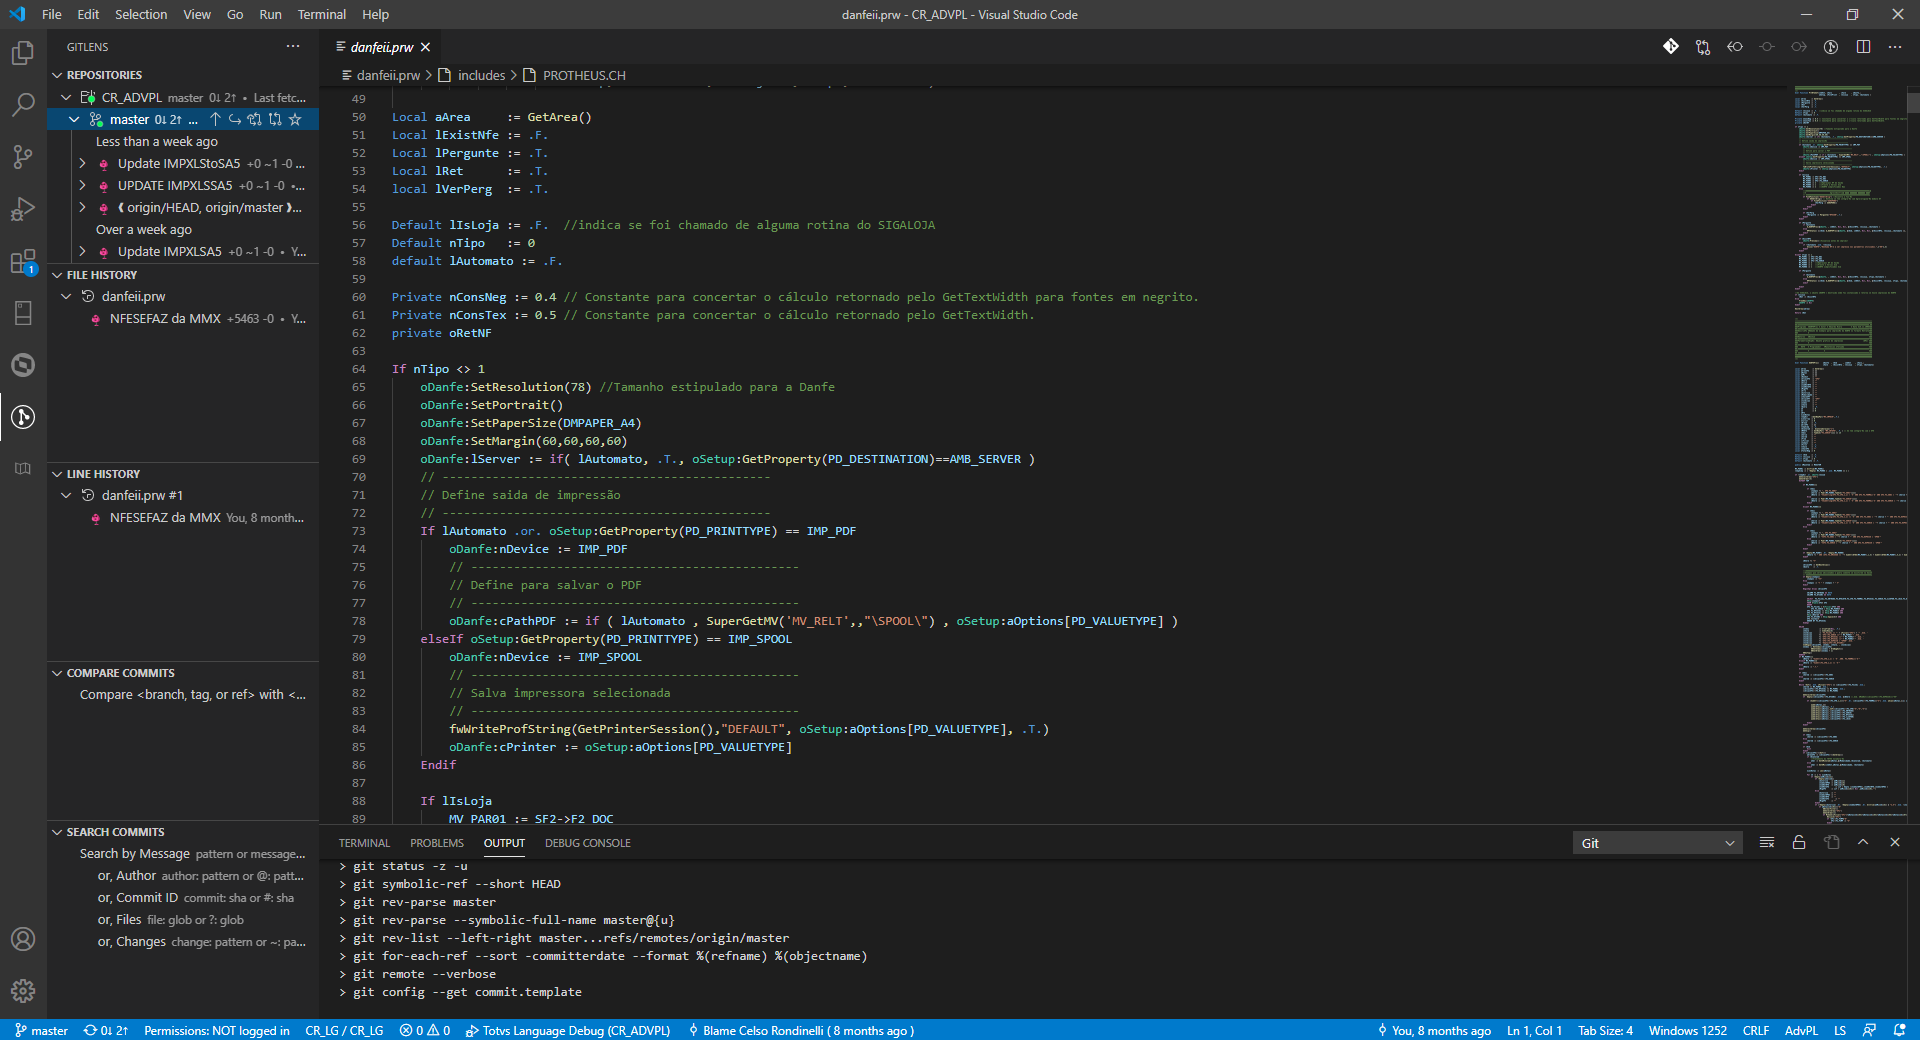 File Edit Selection View Go Run Terminal Help
danfeii.prw - CR_ADVPL - Visual Studio Code
GITLENS
REPOSITORIES
CR_ADVPL master 0↓ 2↑ • Last fetc...
master 0↓ 2↑ ...
Less than a week ago
Update IMPXLStoSA5 +0 ~1 -0 ...
UPDATE IMPXLSSA5 +0 ~1 -0 •...
❰ origin/HEAD, origin/master ❱...
Over a week ago
Update IMPXLSA5 +0 ~1 -0 • Y...
FILE HISTORY
danfeii.prw
NFESEFAZ da MMX +5463 -0 • Y...
LINE HISTORY
danfeii.prw #1
NFESEFAZ da MMX You, 8 month...
COMPARE COMMITS
Compare <branch, tag, or ref> with <...
SEARCH COMMITS
Search by Message pattern or message...
or, Author author: pattern or @: patt...
or, Commit ID commit: sha or #: sha
or, Files file: glob or ?: glob
or, Changes change: pattern or ~: pa...
1
danfeii.prw
danfeii.prw > includes > PROTHEUS.CH
49
50 Local aArea := GetArea()
51 Local lExistNfe := .F.
52 Local lPergunte := .T.
53 Local lRet := .T.
54 local lVerPerg := .T.
55
56 Default lIsLoja := .F. //indica se foi chamado de alguma rotina do SIGALOJA
57 Default nTipo := 0
58 default lAutomato := .F.
59
60 Private nConsNeg := 0.4 // Constante para concertar o cálculo retornado pelo GetTextWidth para fontes em negrito.
61 Private nConsTex := 0.5 // Constante para concertar o cálculo retornado pelo GetTextWidth.
62 private oRetNF
63
64 If nTipo <> 1
65 oDanfe:SetResolution(78) //Tamanho estipulado para a Danfe
66 oDanfe:SetPortrait()
67 oDanfe:SetPaperSize(DMPAPER_A4)
68 oDanfe:SetMargin(60,60,60,60)
69 oDanfe:lServer := if( lAutomato, .T., oSetup:GetProperty(PD_DESTINATION)==AMB_SERVER )
70 // ----------------------------------------------
71 // Define saida de impressão
72 // ----------------------------------------------
73 If lAutomato .or. oSetup:GetProperty(PD_PRINTTYPE) == IMP_PDF
74 oDanfe:nDevice := IMP_PDF
75 // ----------------------------------------------
76 // Define para salvar o PDF
77 // ----------------------------------------------
78 oDanfe:cPathPDF := if ( lAutomato , SuperGetMV('MV_RELT',,"\SPOOL\") , oSetup:aOptions[PD_VALUETYPE] )
79 elseIf oSetup:GetProperty(PD_PRINTTYPE) == IMP_SPOOL
80 oDanfe:nDevice := IMP_SPOOL
81 // ----------------------------------------------
82 // Salva impressora selecionada
83 // ----------------------------------------------
84 fwWriteProfString(GetPrinterSession(),"DEFAULT", oSetup:aOptions[PD_VALUETYPE], .T.)
85 oDanfe:cPrinter := oSetup:aOptions[PD_VALUETYPE]
86 Endif
87
88 If lIsLoja
89 MV_PAR01 := SF2->F2_DOC
TERMINAL PROBLEMS OUTPUT DEBUG CONSOLE
Git
> git status -z -u
> git symbolic-ref --short HEAD
> git rev-parse master
> git rev-parse --symbolic-full-name master@{u}
> git rev-list --left-right master...refs/remotes/origin/master
> git for-each-ref --sort -committerdate --format %(refname) %(objectname)
> git remote --verbose
> git config --get commit.template
master 0↓ 2↑ Permissions: NOT logged in CR_LG / CR_LG 0 0 Totvs Language Debug (CR_ADVPL) Blame Celso Rondinelli ( 8 months ago ) You, 8 months ago Ln 1, Col 1 Tab Size: 4 Windows 1252 CRLF AdvPL LS